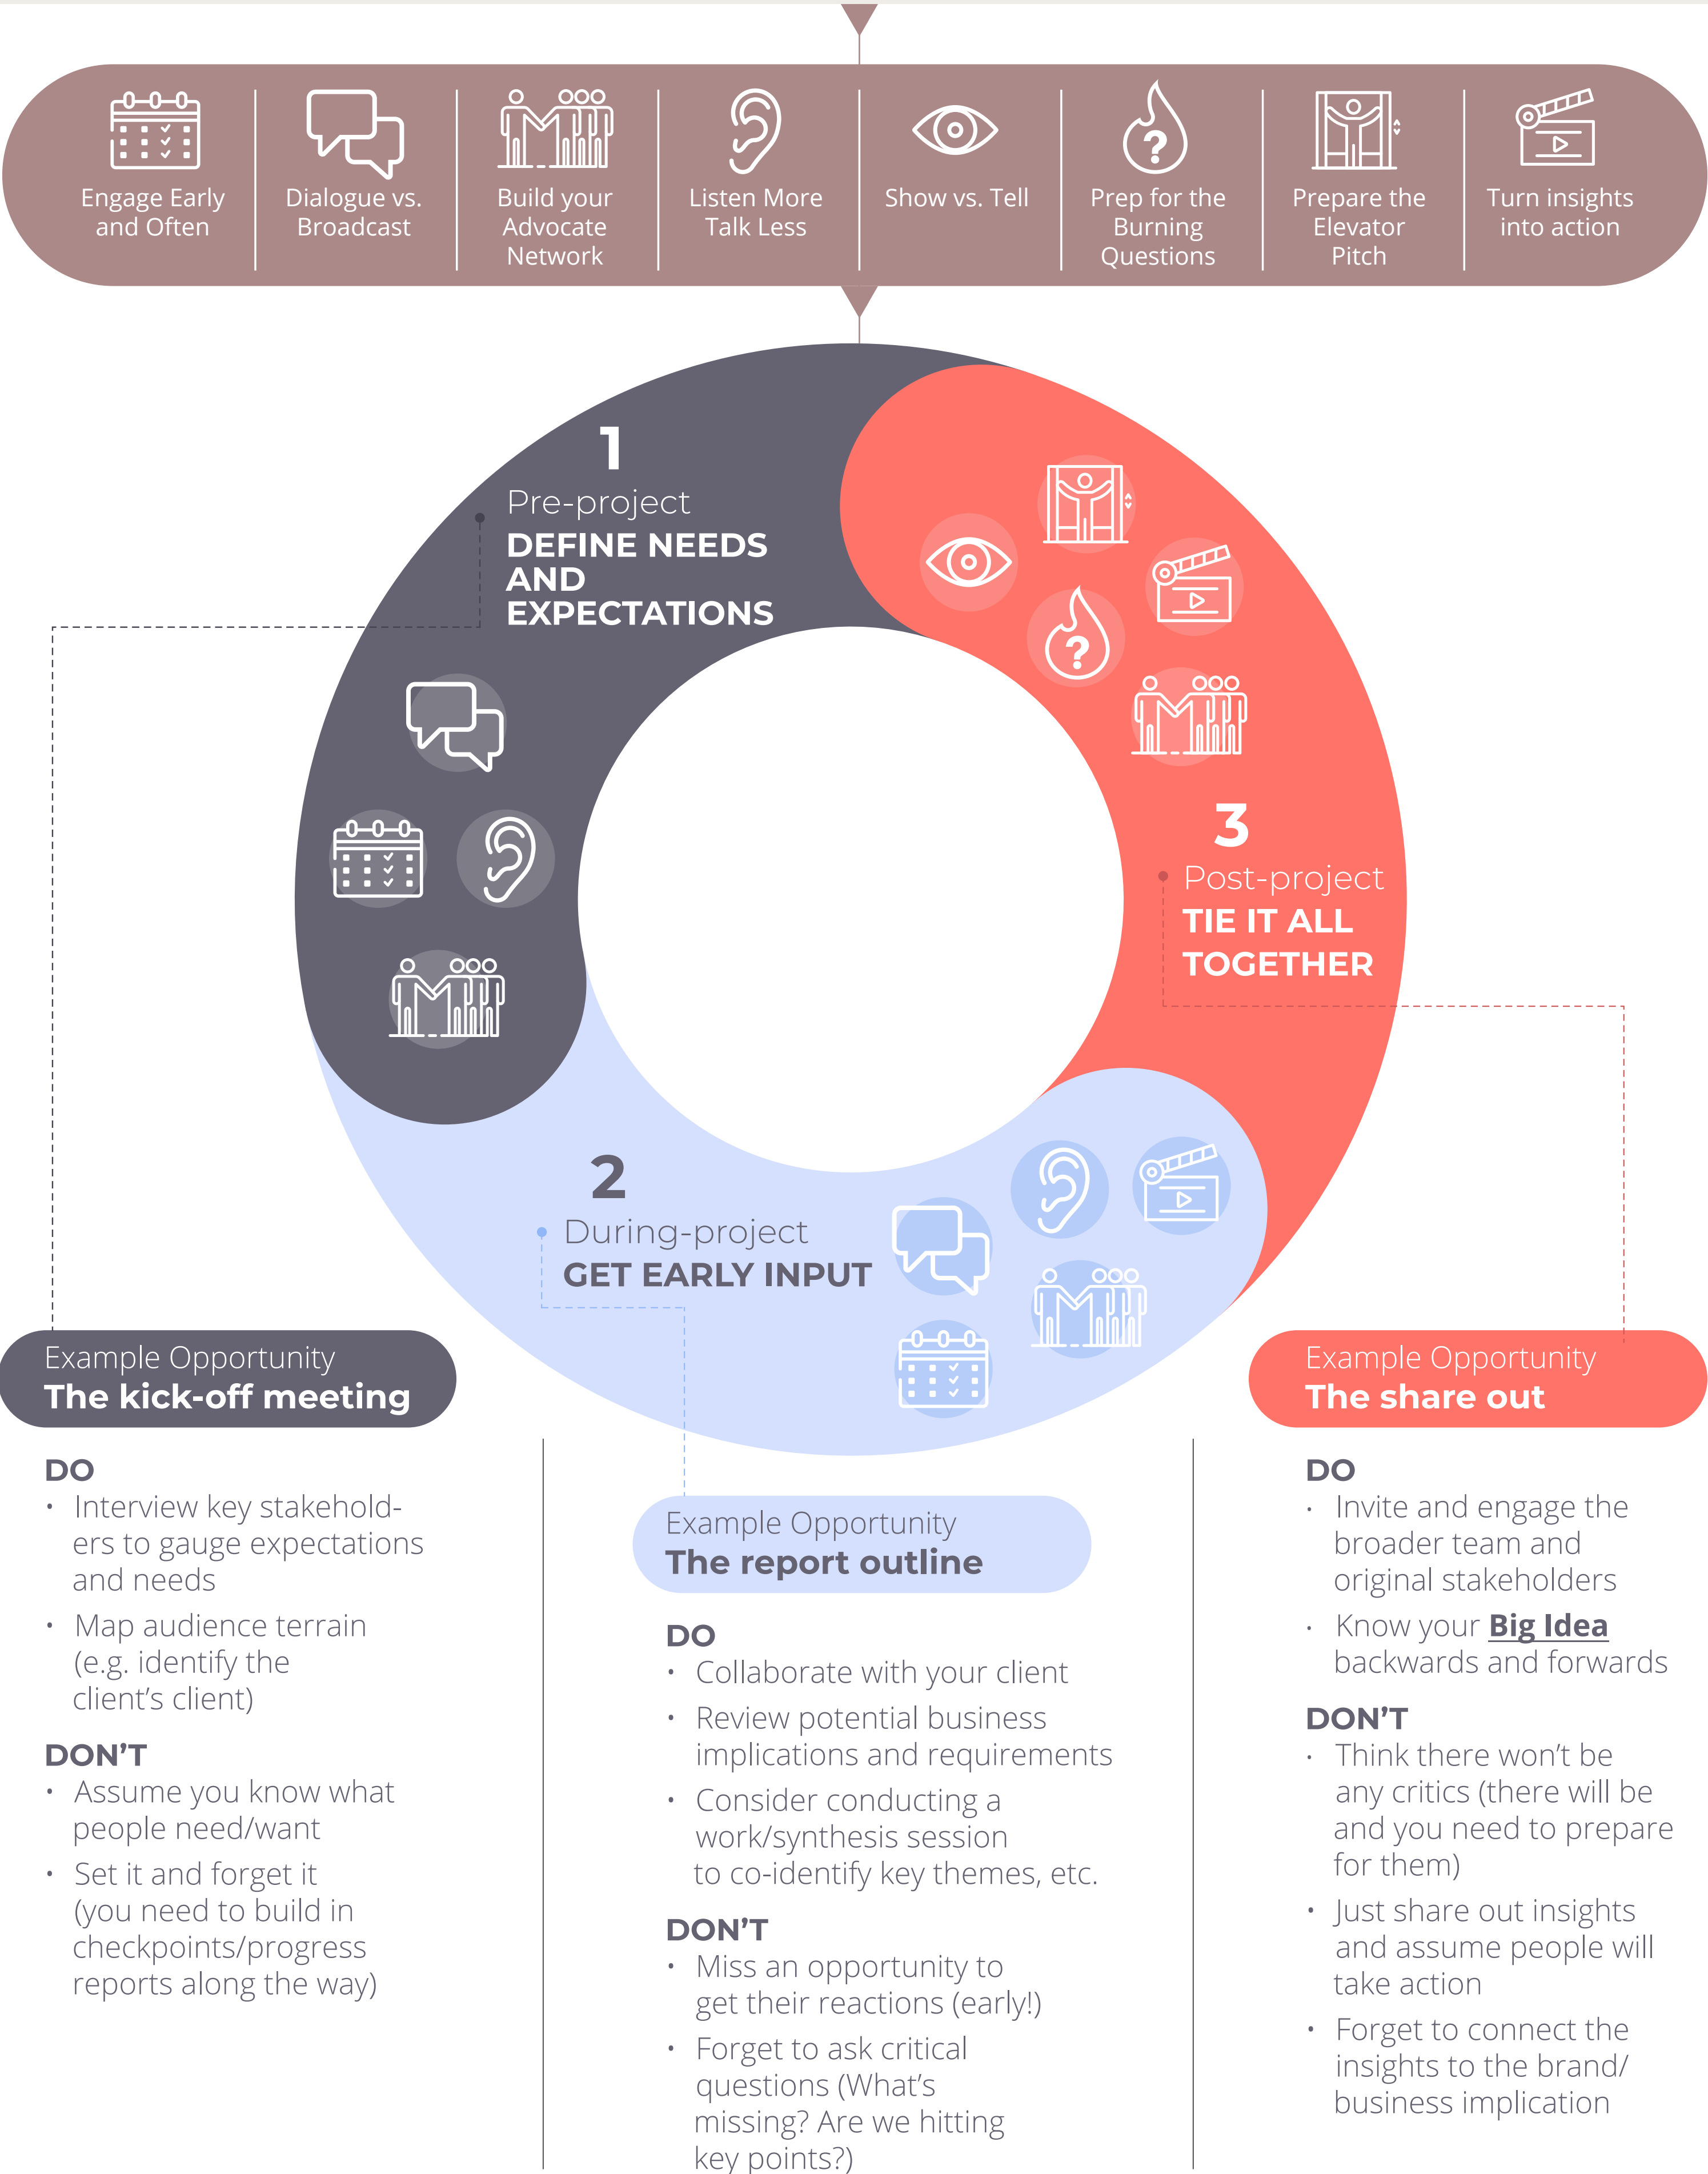 Engage Early
and Often
Dialogue vs.
Broadcast
Build your
Advocate
Network
Listen More
Talk Less
Show vs. Tell
?
Prep for the
Burning
Questions
Prepare the
Elevator
Pitch
Turn insights
into action
1
Pre-project
DEFINE NEEDS
AND
EXPECTATIONS
?
3
Post-project
TIE IT ALL
TOGETHER
2
During-project
GET EARLY INPUT
Example Opportunity
The kick-off meeting
DO
• Interview key stakehold-
ers to gauge expectations
and needs
• Map audience terrain
(e.g. identify the
client's client)
DON'T
• Assume you know what
people need/want
• Set it and forget it
(you need to build in
checkpoints/progress
reports along the way)
Example Opportunity
The report outline
DO
• Collaborate with your client
• Review potential business
implications and requirements
• Consider conducting a
work/synthesis session
to co-identify key themes, etc.
DON'T
• Miss an opportunity to
get their reactions (early!)
• Forget to ask critical
questions (What's
missing? Are we hitting
key points?)
Example Opportunity
The share out
DO
• Invite and engage the
broader team and
original stakeholders
• Know your Big Idea
backwards and forwards
DON'T
• Think there won't be
any critics (there will be
and you need to prepare
for them)
• Just share out insights
and assume people will
take action
• Forget to connect the
insights to the brand/
business implication